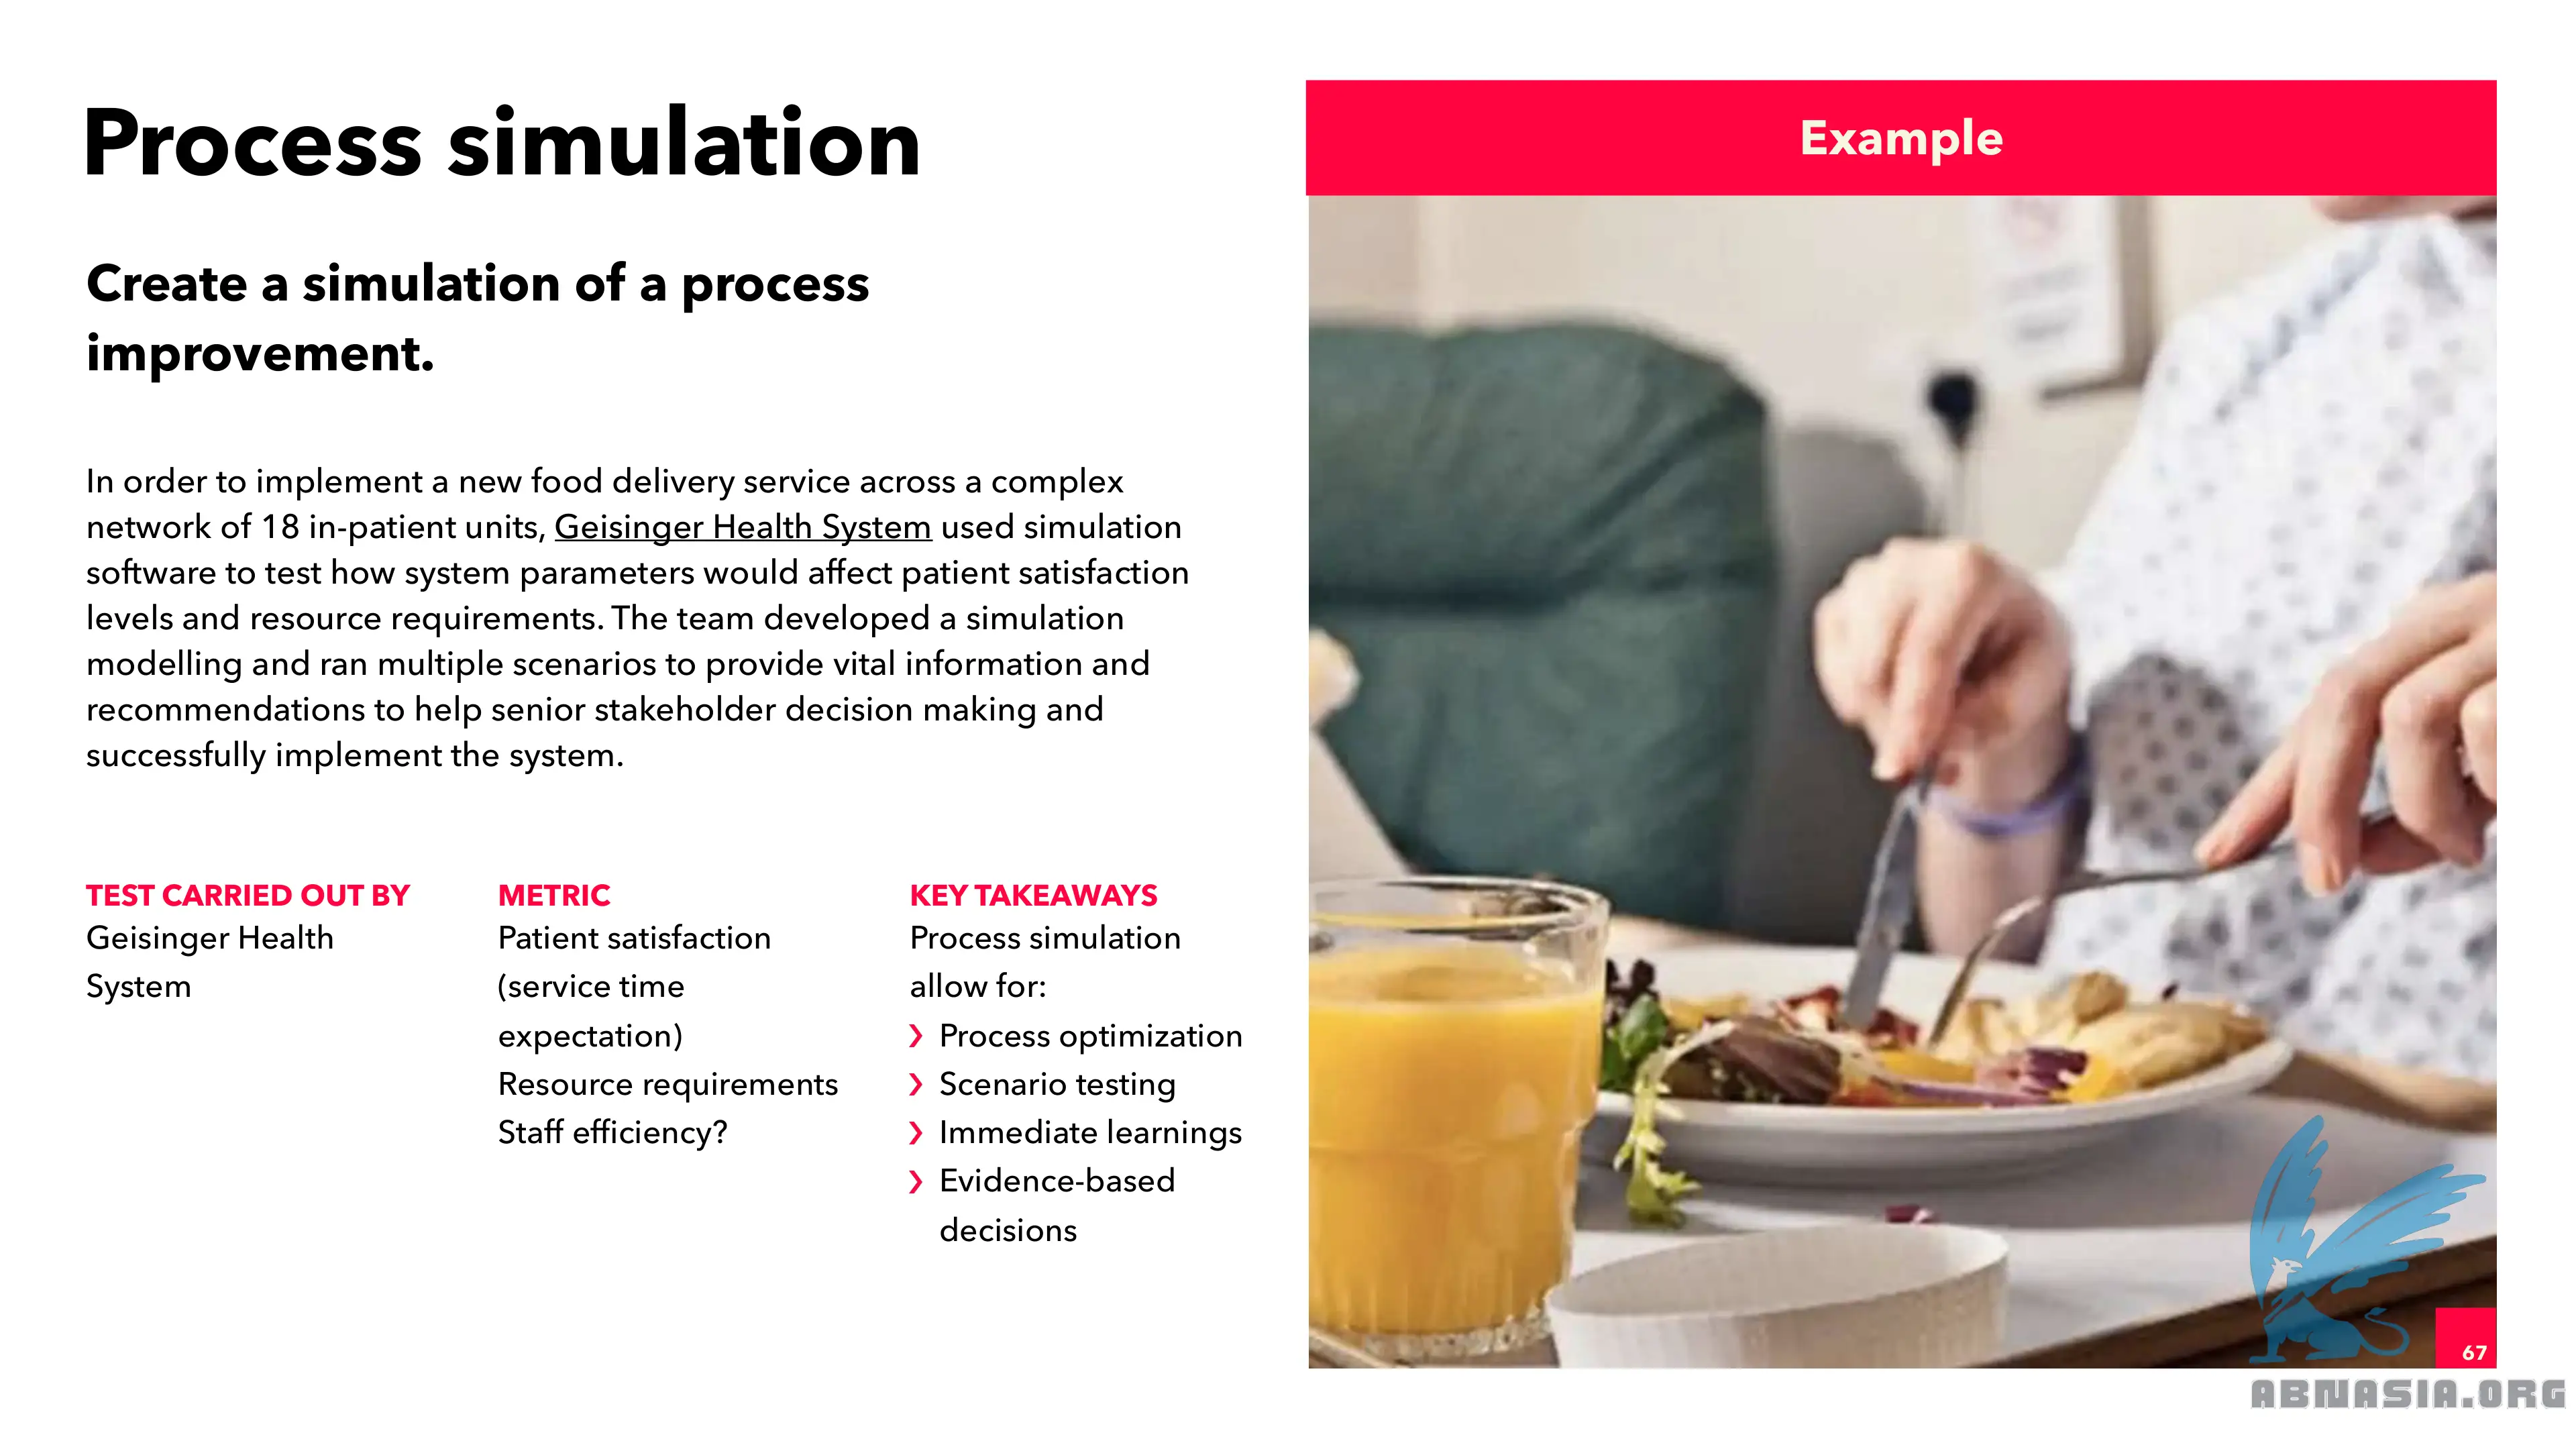 Process simulation
Example
Create a simulation of a process
improvement.
In order to implement a new food delivery service across a complex
network of 18 in-patient units, Geisinger Health System used simulation
software to test how system parameters would affect patient satisfaction
levels and resource requirements. The team developed a simulation
modelling and ran multiple scenarios to provide vital information and
recommendations to help senior stakeholder decision making and
successfully implement the system.
TEST CARRIED OUT BY
Geisinger Health
System
METRIC
Patient satisfaction
(service time
expectation)
Resource requirements
Staff efficiency?
KEY TAKEAWAYS
Process simulation
allow for:
› Process optimization
› Scenario testing
› Immediate learnings
› Evidence-based
decisions
67
ABNASIA.ORG